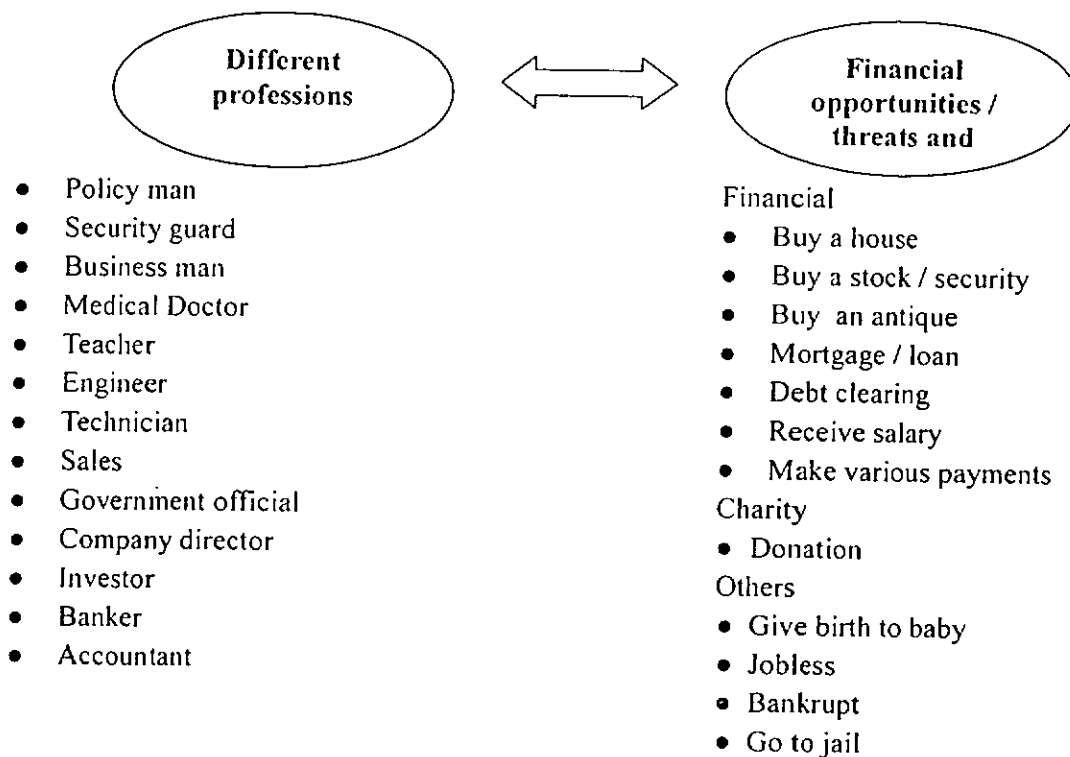 Different
professions
Financial
opportunities /
threats and
• Policy man
• Security guard
• Business man
• Medical Doctor
• Teacher
• Engineer
• Technician
• Sales
• Government official
• Company director
• Investor
• Banker
• Accountant
Financial
• Buy a house
• Buy a stock / security
• Buy an antique
• Mortgage / loan
• Debt clearing
• Receive salary
• Make various payments
Charity
• Donation
Others
• Give birth to baby
• Jobless
• Bankrupt
• Go to jail